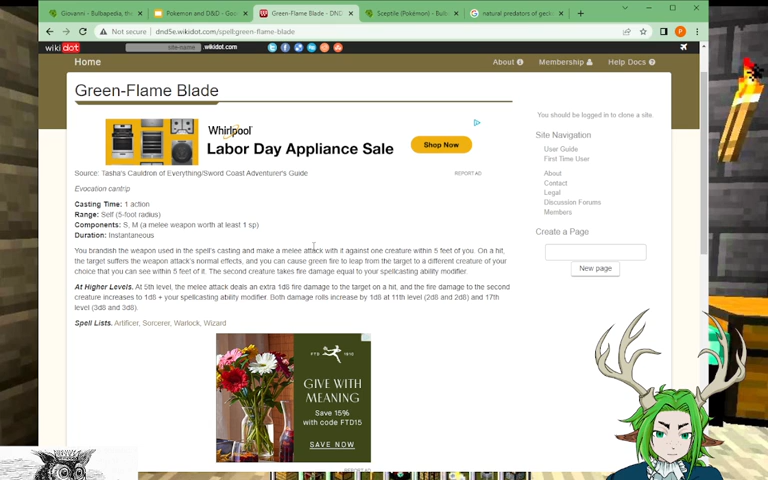 Giovanni - Bulbapedia, the
Pokemon and D&D - Goo
Green-Flame Blade - DND
Sceptile (Pokémon) - Bulb
natural predators of geck
Not secure
dnd5e.wikidot.com/spell:green-flame-blade
wikidot
site-name
.wikidot.com
Home
About
Membership
Help Docs
Green-Flame Blade
Whirlpool
Labor Day Appliance Sale
Shop Now
REPORT AD
Source: Tasha's Cauldron of Everything/Sword Coast Adventurer's Guide
Evocation cantrip
Casting Time: 1 action
Range: Self (5-foot radius)
Components: S, M (a melee weapon worth at least 1 sp)
Duration: Instantaneous
You brandish the weapon used in the spell's casting and make a melee attack with it against one creature within 5 feet of you. On a hit,
the target suffers the weapon attack's normal effects, and you can cause green fire to leap from the target to a different creature of your
choice that you can see within 5 feet of it. The second creature takes fire damage equal to your spellcasting ability modifier.
At Higher Levels. At 5th level, the melee attack deals an extra 1d8 fire damage to the target on a hit, and the fire damage to the second
creature increases to 1d8 + your spellcasting ability modifier. Both damage rolls increase by 1d8 at 11th level (2d8 and 2d8) and 17th
level (3d8 and 3d8).
Spell Lists. Artificer, Sorcerer, Warlock, Wizard
FTD
GIVE WITH
MEANING
Save 15%
with code FTD15
SAVE NOW
REPORT AD
You should be logged in to clone a site.
Site Navigation
User Guide
First Time User
About
Contact
Legal
Discussion Forums
Members
Create a Page
New page